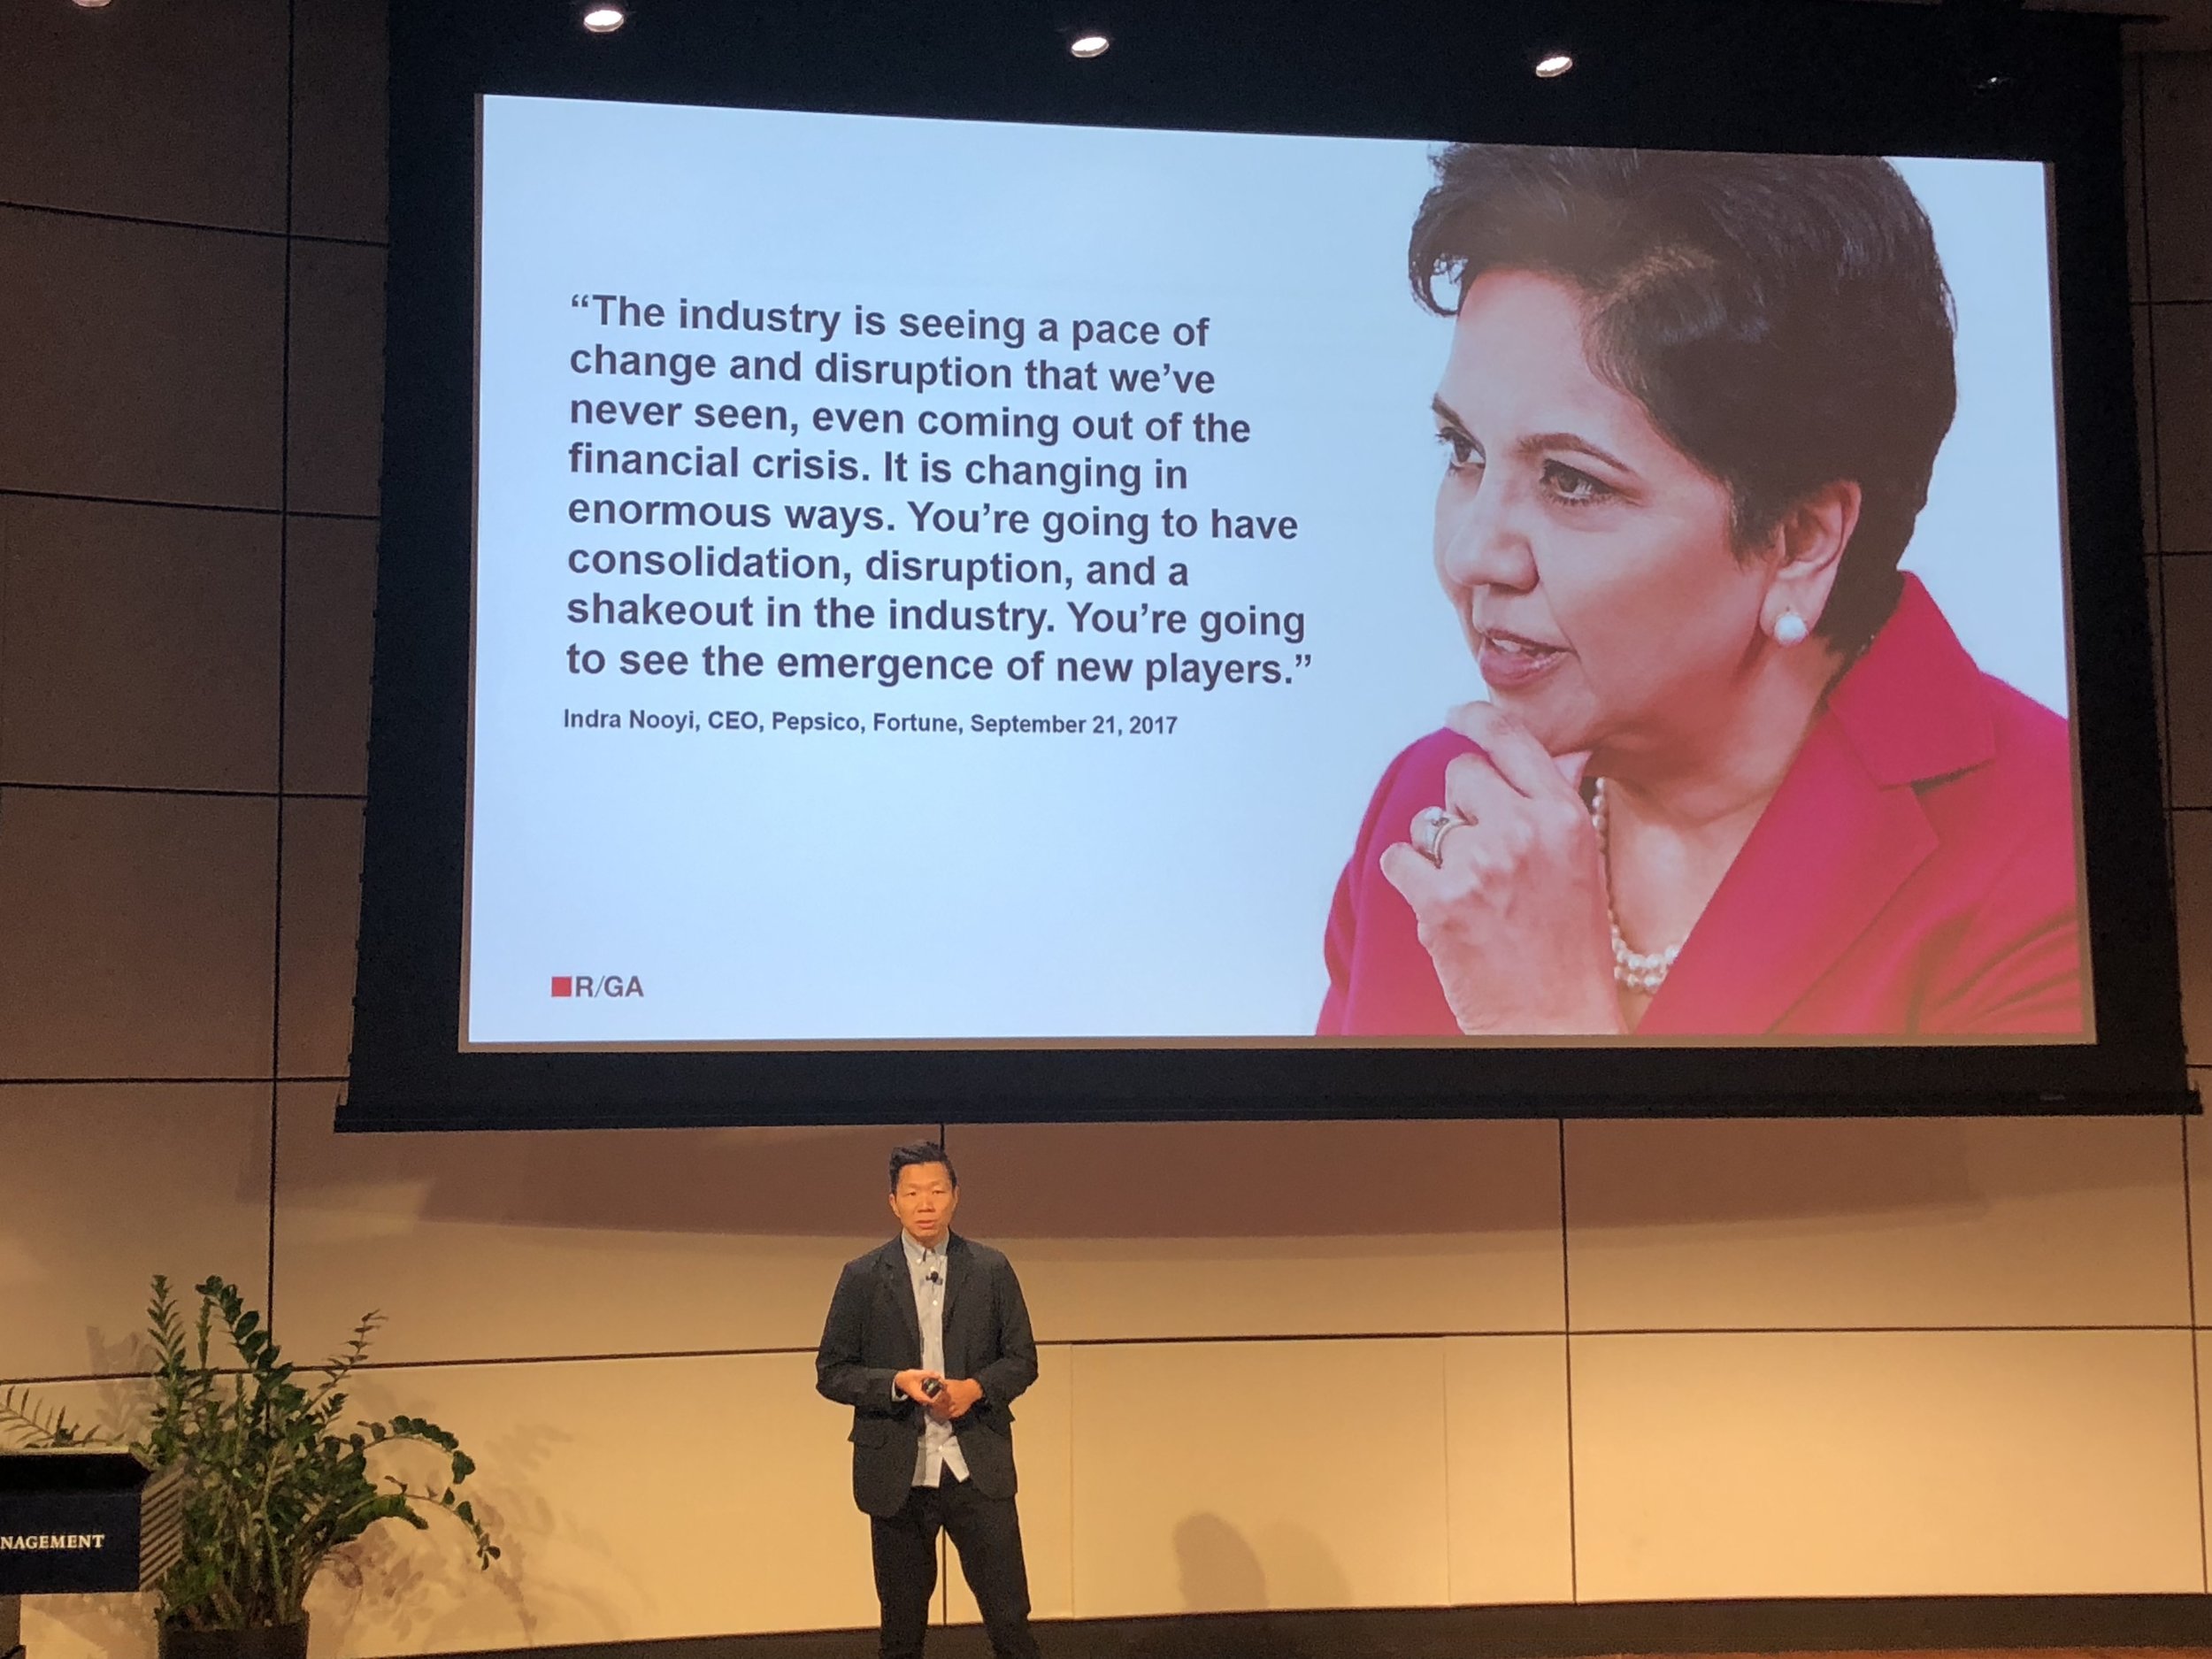 “The industry is seeing a pace of
change and disruption that we’ve
never seen, even coming out of the
financial crisis. It is changing in
enormous ways. You’re going to have
consolidation, disruption, and a
shakeout in the industry. You’re going
to see the emergence of new players.”
Indra Nooyi, CEO, Pepsico, Fortune, September 21, 2017
R/GA
NAGEMENT